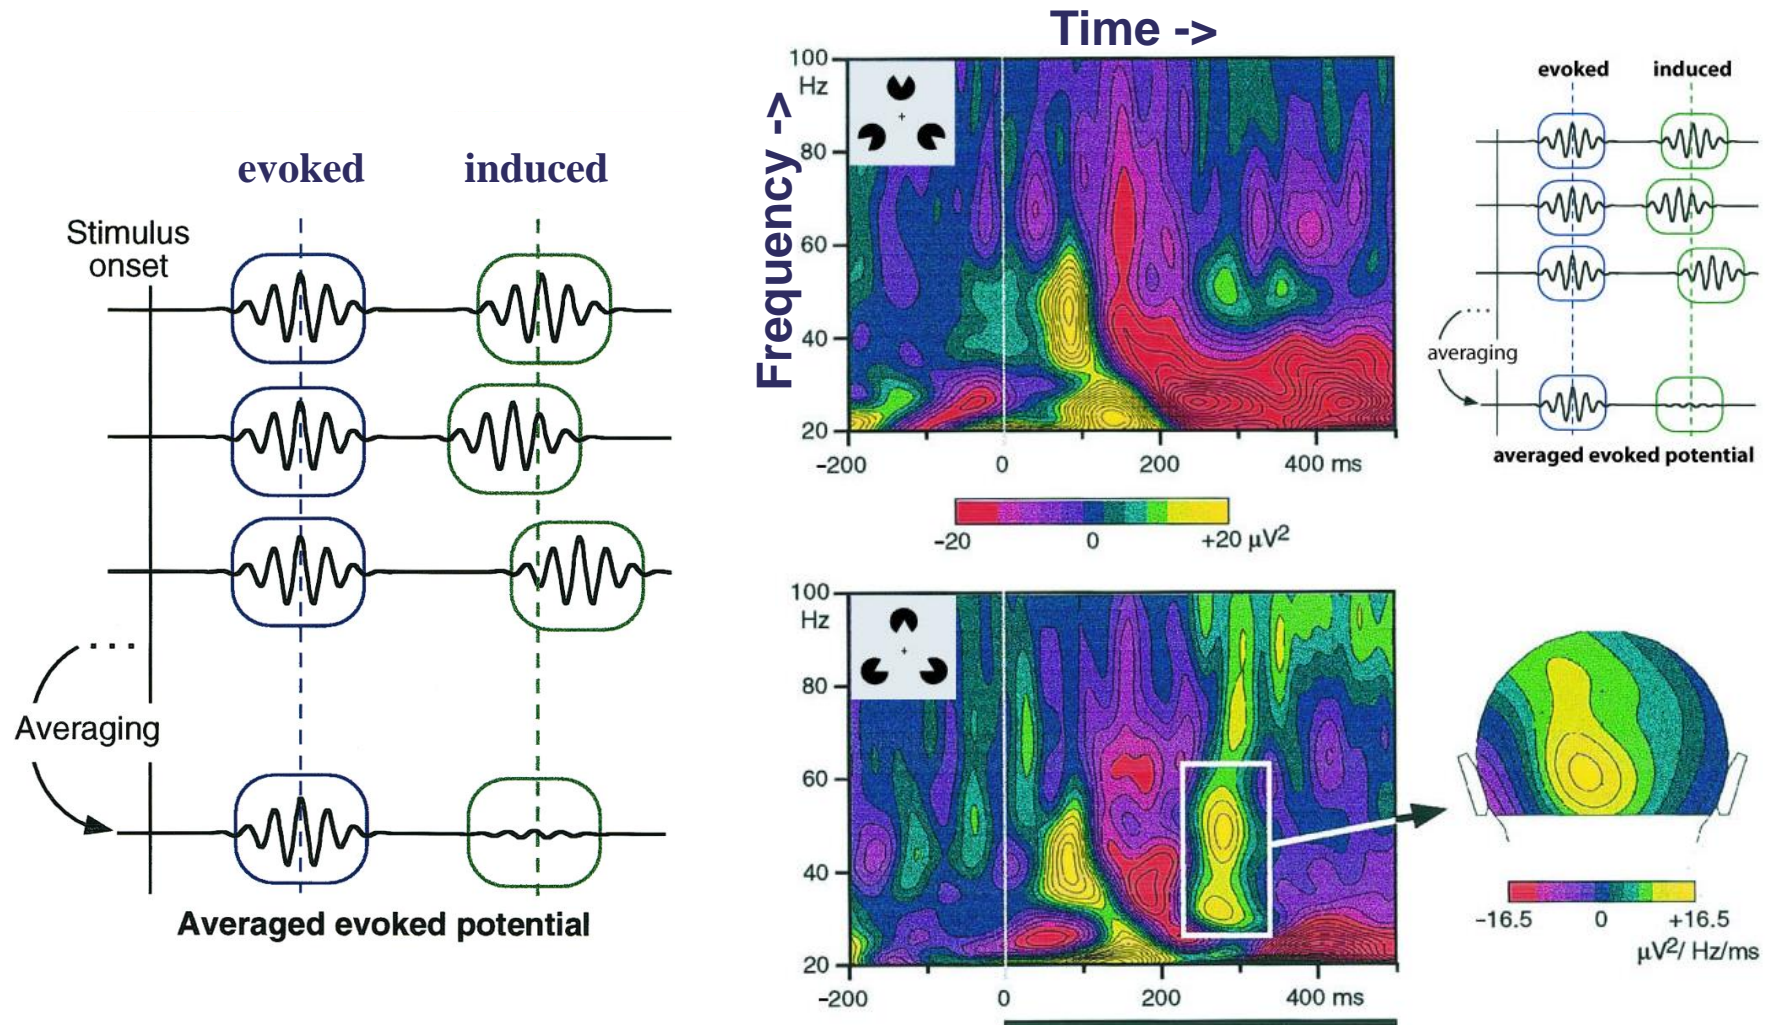 evoked induced
Stimulus
onset
. . .
Averaging
Averaged evoked potential
Time ->
Frequency ->
100
Hz
80
60
40
20
-200 0 200 400 ms
-20 0 +20 μV²
evoked induced
...
averaging
averaged evoked potential
100
Hz
80
60
40
20
-200 0 200 400 ms
-16.5 0 +16.5
μV²/ Hz/ms